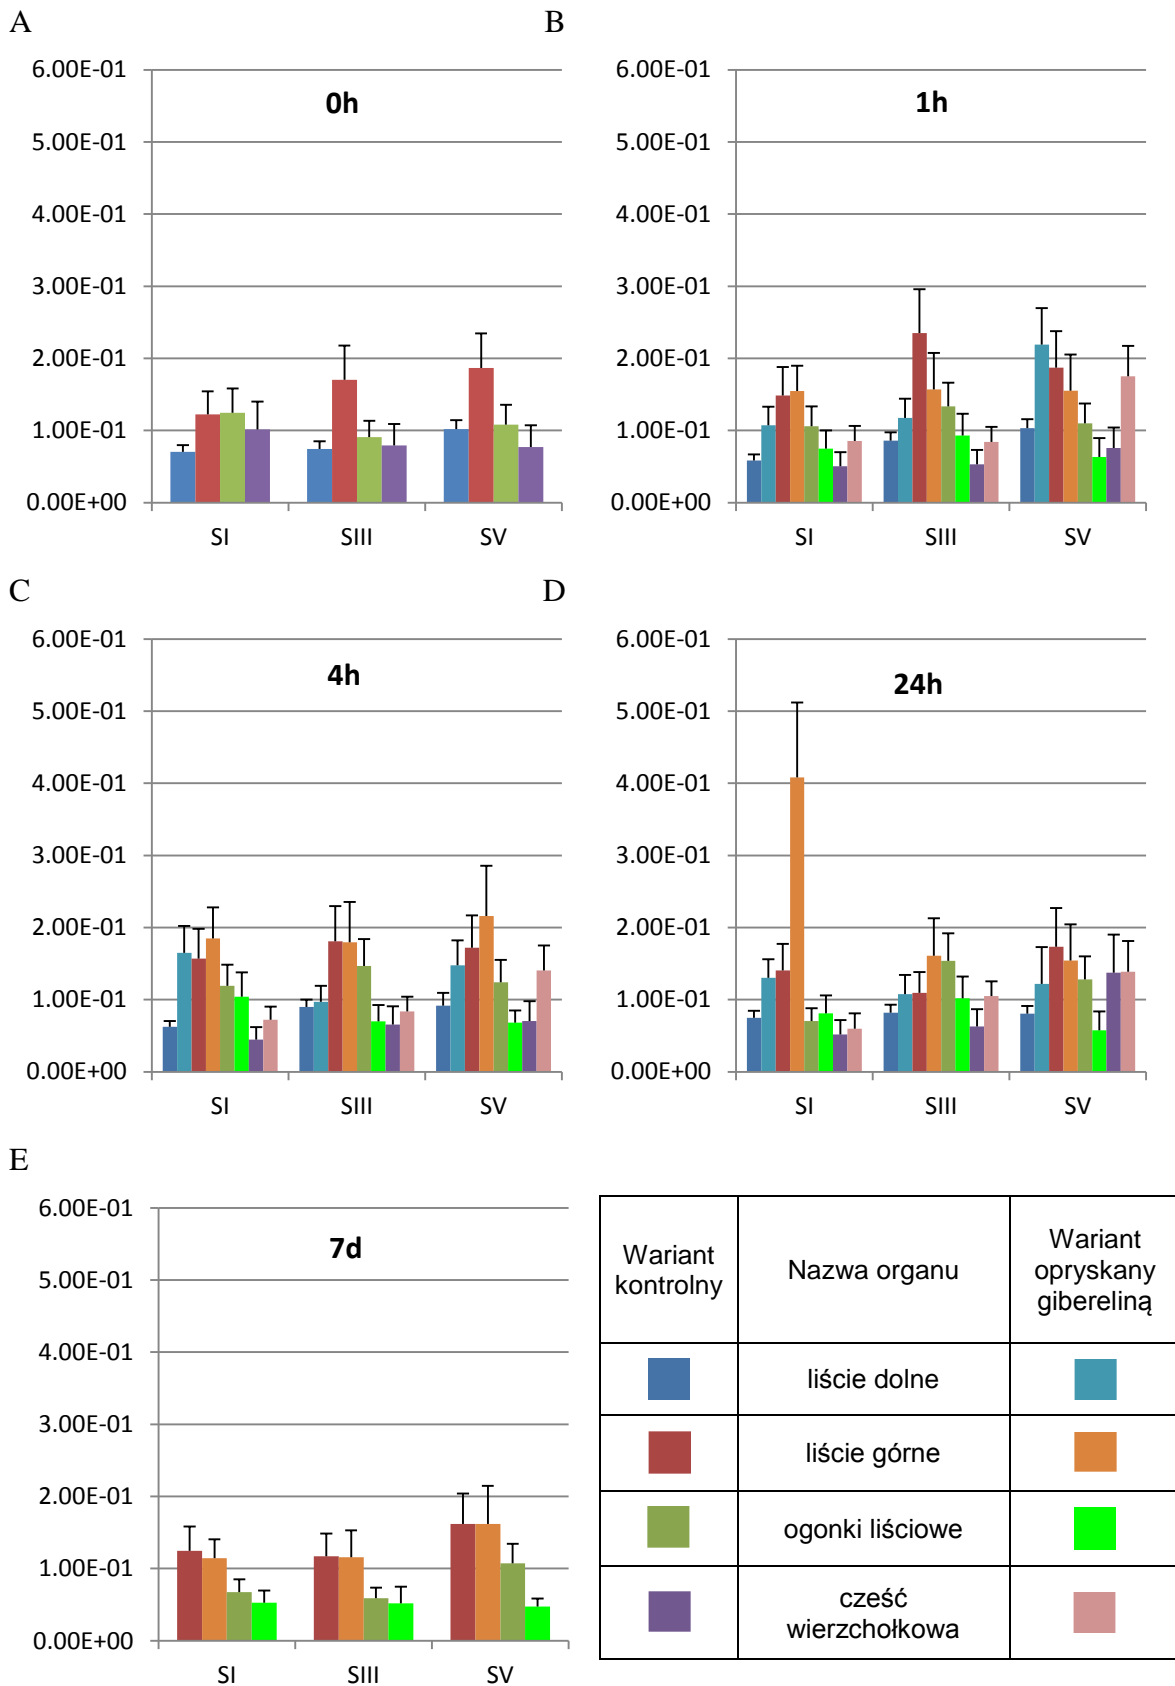 A
6.00E-01
5.00E-01
4.00E-01
3.00E-01
2.00E-01
1.00E-01
0.00E+00
0h
SI SIII SV
B
6.00E-01
5.00E-01
4.00E-01
3.00E-01
2.00E-01
1.00E-01
0.00E+00
1h
SI SIII SV
C
6.00E-01
5.00E-01
4.00E-01
3.00E-01
2.00E-01
1.00E-01
0.00E+00
4h
SI SIII SV
D
6.00E-01
5.00E-01
4.00E-01
3.00E-01
2.00E-01
1.00E-01
0.00E+00
24h
SI SIII SV
E
6.00E-01
5.00E-01
4.00E-01
3.00E-01
2.00E-01
1.00E-01
0.00E+00
7d
SI SIII SV
Wariant
kontrolny
Nazwa organu
Wariant
opryskany
gibereliną
liście dolne
liście górne
ogonki liściowe
cześć
wierzchołkowa